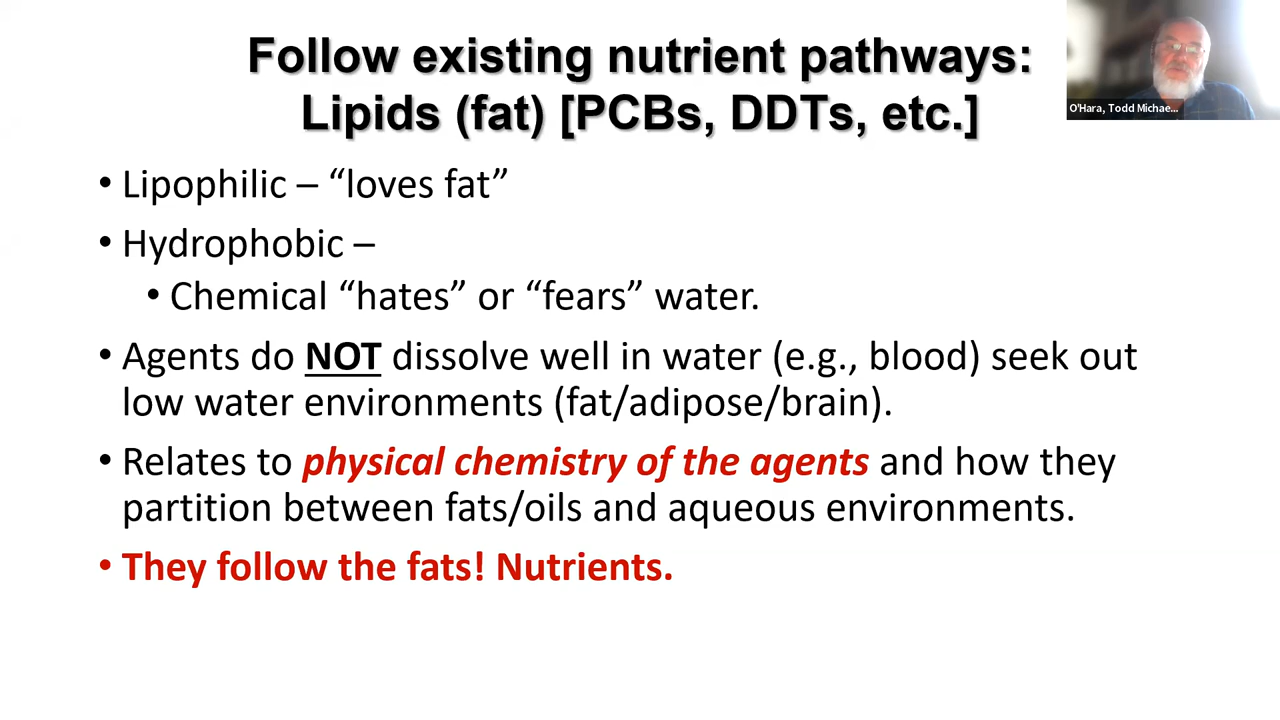 Follow existing nutrient pathways:
Lipids (fat) [PCBs, DDTs, etc.]
O'Hara, Todd Michae...
• Lipophilic – “loves fat”
• Hydrophobic –
• Chemical “hates” or “fears” water.
• Agents do NOT dissolve well in water (e.g., blood) seek out
low water environments (fat/adipose/brain).
• Relates to physical chemistry of the agents and how they
partition between fats/oils and aqueous environments.
• They follow the fats! Nutrients.